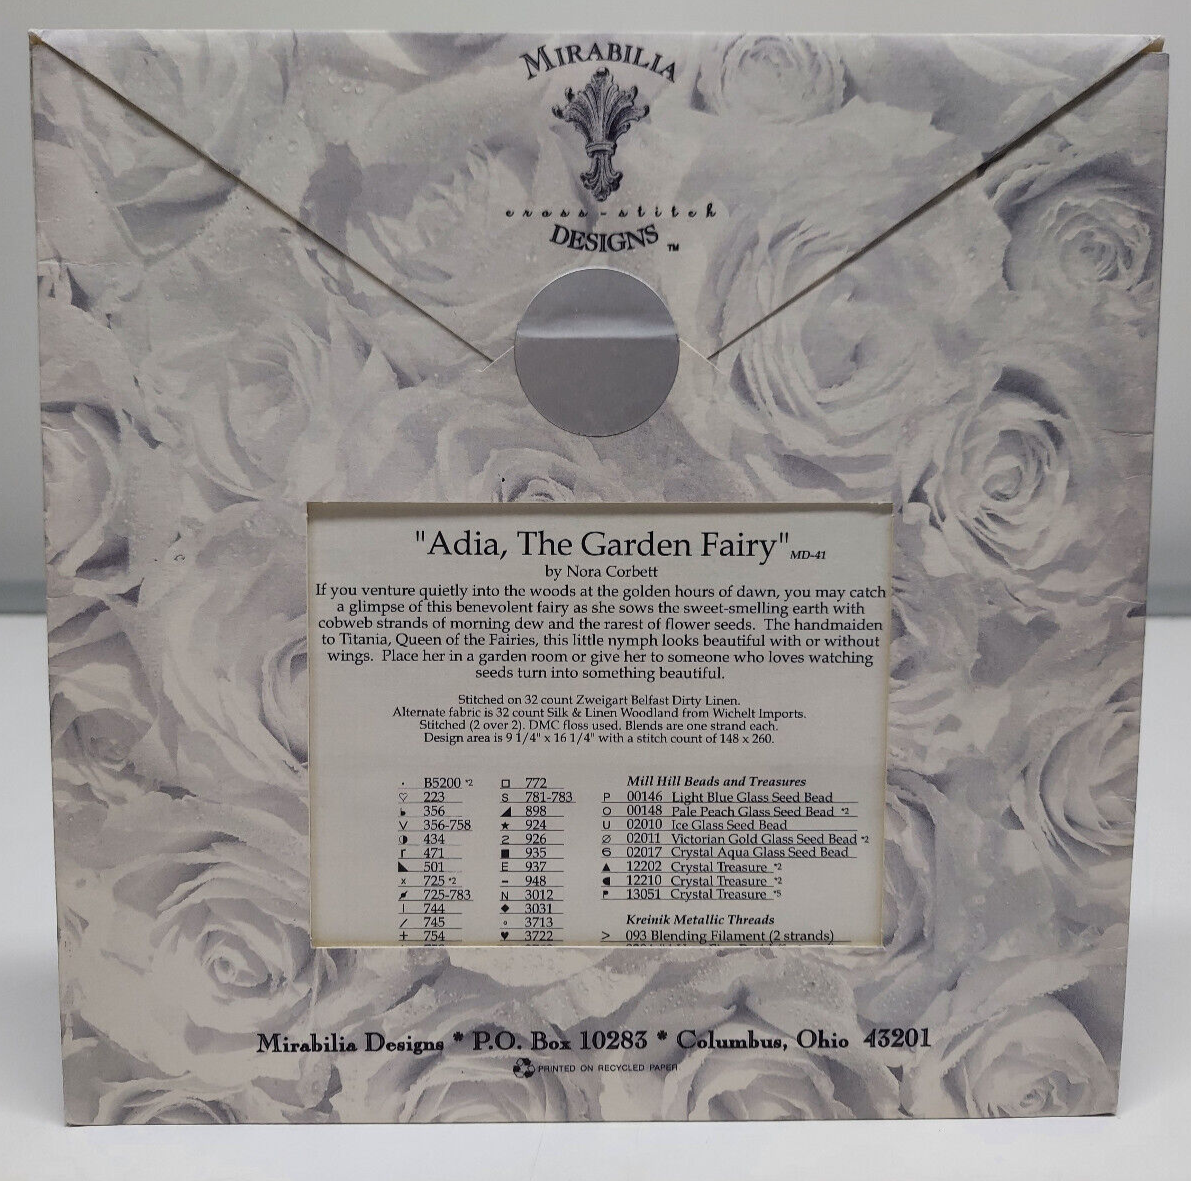 MIRABILIA
cross-stitch
DESIGNS ™
"Adia, The Garden Fairy" MD-41
by Nora Corbett
If you venture quietly into the woods at the golden hours of dawn, you may catch
a glimpse of this benevolent fairy as she sows the sweet-smelling earth with
cobweb strands of morning dew and the rarest of flower seeds. The handmaiden
to Titania, Queen of the Fairies, this little nymph looks beautiful with or without
wings. Place her in a garden room or give her to someone who loves watching
seeds turn into something beautiful.
Stitched on 32 count Zweigart Belfast Dirty Linen.
Alternate fabric is 32 count Silk & Linen Woodland from Wichelt Imports.
Stitched (2 over 2). DMC floss used. Blends are one strand each.
Design area is 9 1/4" x 16 1/4" with a stitch count of 148 x 260.
· B5200 *2
♡ 223
356
V 356-758
◑ 434
r 471
◣ 501
x 725 *2
725-783
| 744
/ 745
+ 754
□ 772
S 781-783
◢ 898
★ 924
2 926
■ 935
E 937
– 948
N 3012
◆ 3031
∘ 3713
♥ 3722
Mill Hill Beads and Treasures
P 00146 Light Blue Glass Seed Bead
O 00148 Pale Peach Glass Seed Bead *2
U 02010 Ice Glass Seed Bead
∅ 02011 Victorian Gold Glass Seed Bead *2
6 02017 Crystal Aqua Glass Seed Bead
▲ 12202 Crystal Treasure *2
12210 Crystal Treasure *2
13051 Crystal Treasure *5
Kreinik Metallic Threads
> 093 Blending Filament (2 strands)
Mirabilia Designs * P.O. Box 10283 * Columbus, Ohio 43201
PRINTED ON RECYCLED PAPER